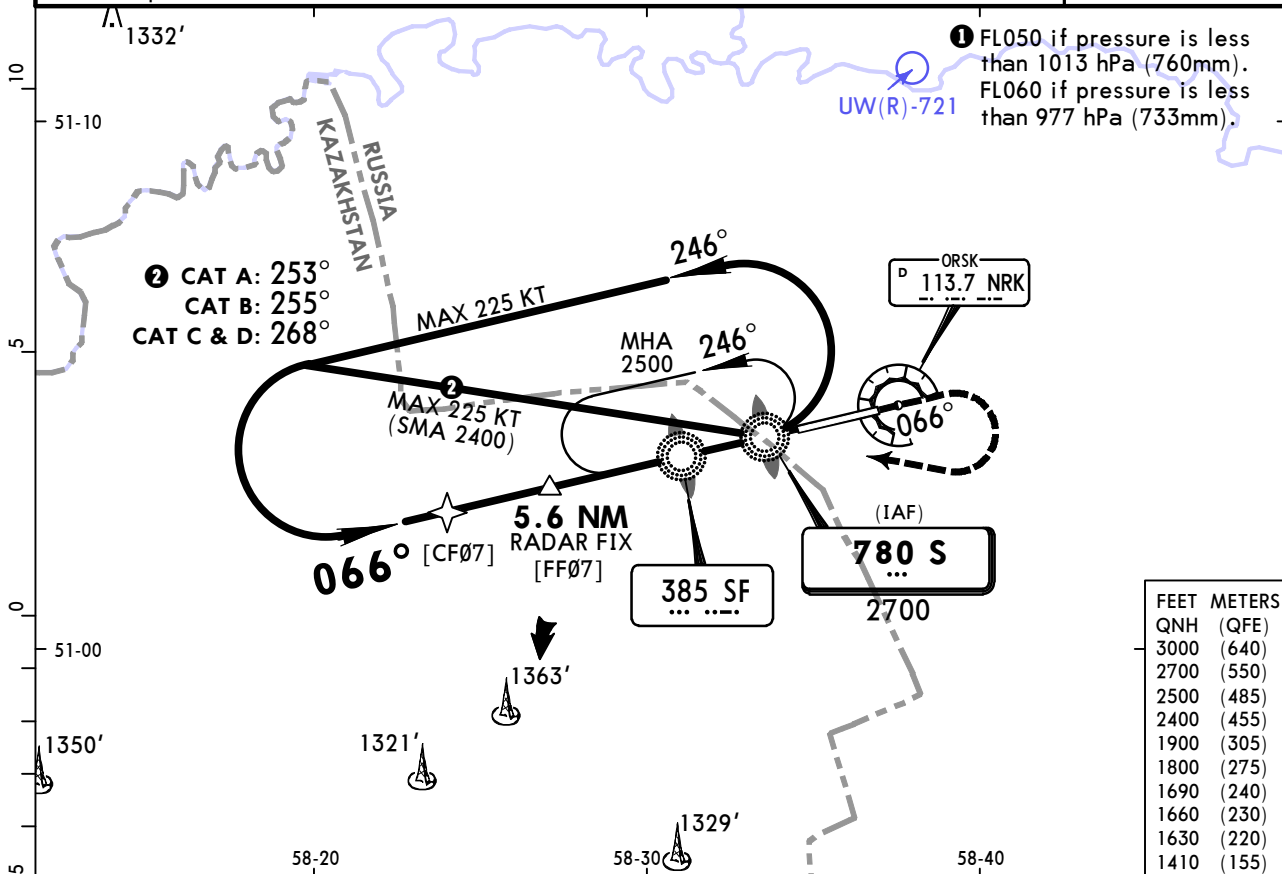 1332'
❶ FL050 if pressure is less
than 1013 hPa (760mm).
FL060 if pressure is less
than 977 hPa (733mm).
UW(R)-721
10
51-10
RUSSIA
KAZAKHSTAN
❷ CAT A: 253°
CAT B: 255°
CAT C & D: 268°
246°
MAX 225 KT
ORSK
D 113.7 NRK
MHA
2500
246°
5
❷
MAX 225 KT
(SMA 2400)
066°
066°
[CFØ7]
5.6 NM
RADAR FIX
[FFØ7]
385 SF
(IAF)
780 S
2700
0
51-00
1363'
1350'
1321'
1329'
5
58-20
58-30
58-40
FEET METERS
QNH (QFE)
3000 (640)
2700 (550)
2500 (485)
2400 (455)
1900 (305)
1800 (275)
1690 (240)
1660 (230)
1630 (220)
1410 (155)